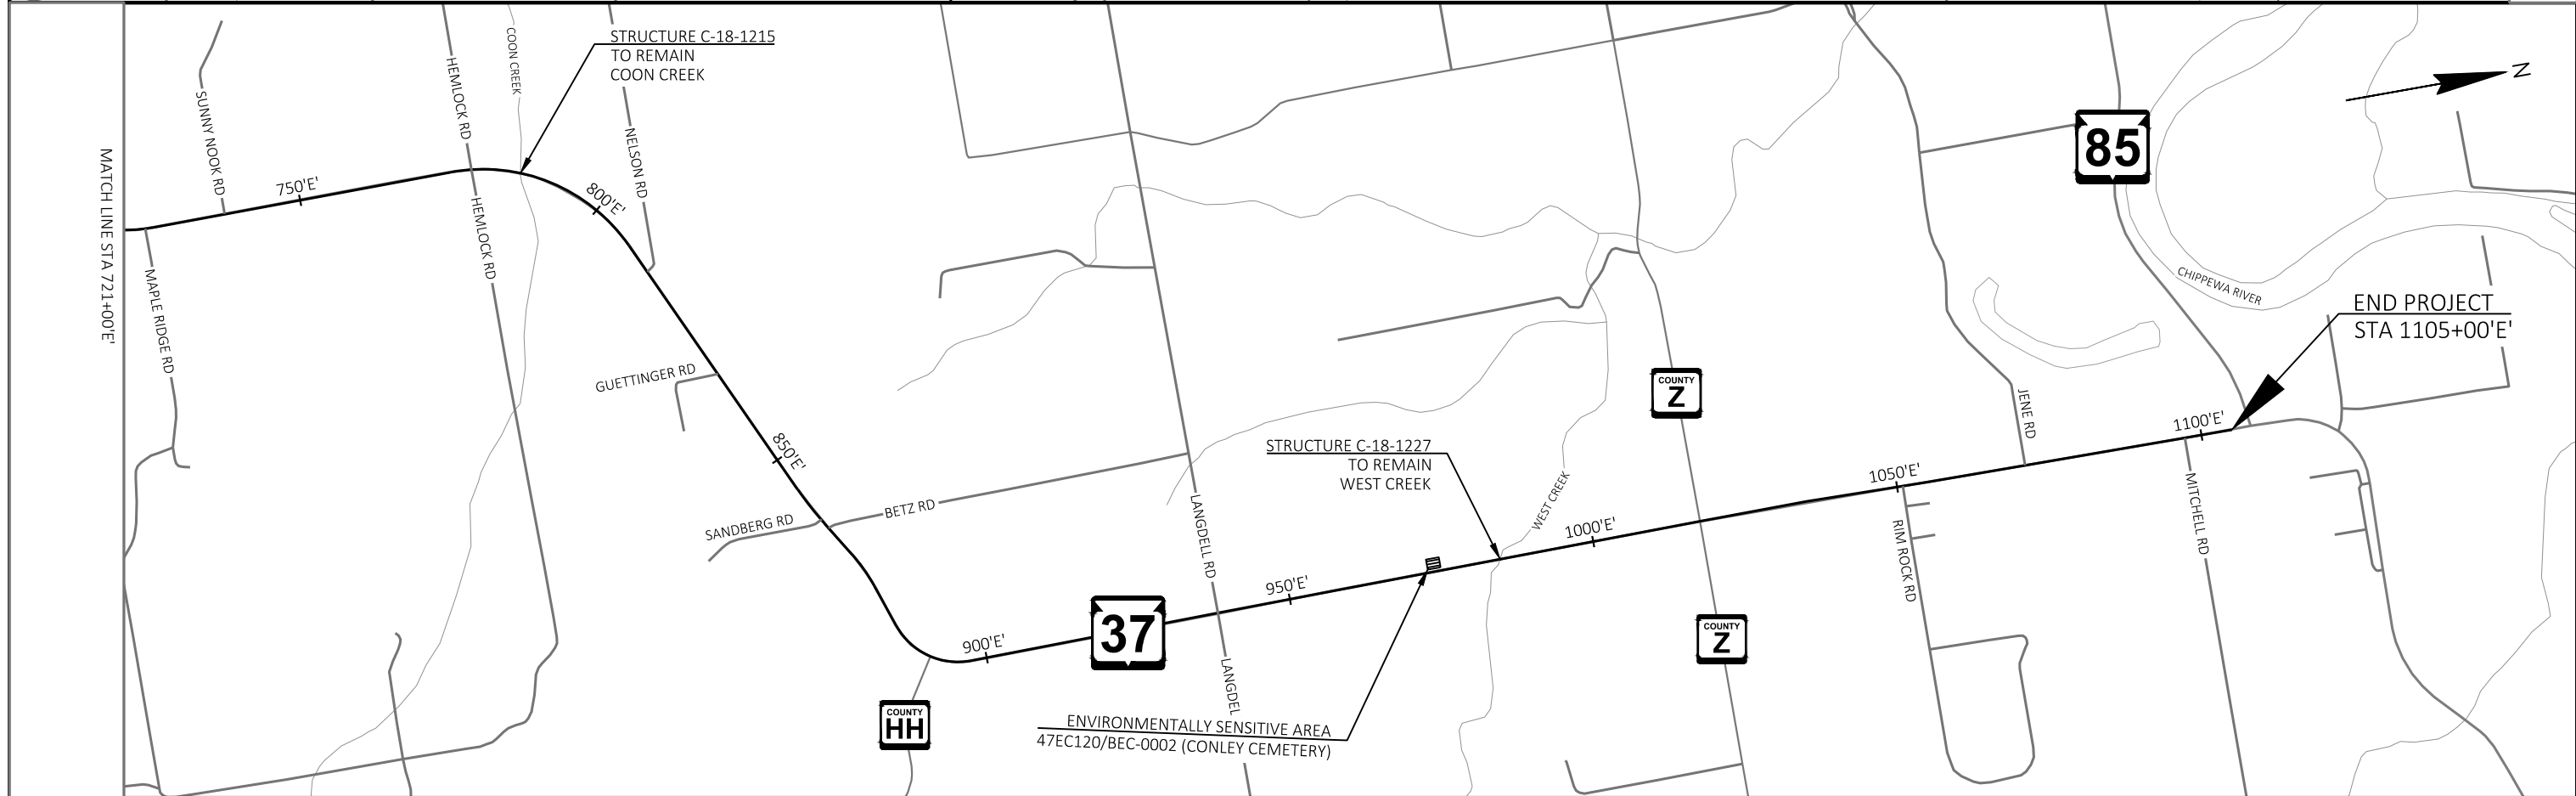 MATCH LINE STA 721+00'E'
SUNNY NOOK RD
MAPLE RIDGE RD
750'E'
HEMLOCK RD
HEMLOCK RD
COON CREEK
STRUCTURE C-18-1215
TO REMAIN
COON CREEK
NELSON RD
800'E'
GUETTINGER RD
850'E'
SANDBERG RD
BETZ RD
COUNTY
HH
900'E'
37
LANGDELL RD
LANGDEL
950'E'
ENVIRONMENTALLY SENSITIVE AREA
47EC120/BEC-0002 (CONLEY CEMETERY)
STRUCTURE C-18-1227
TO REMAIN
WEST CREEK
WEST CREEK
1000'E'
COUNTY
Z
COUNTY
Z
1050'E'
RIM ROCK RD
JENE RD
85
CHIPPEWA RIVER
1100'E'
MITCHELL RD
END PROJECT
STA 1105+00'E'
N